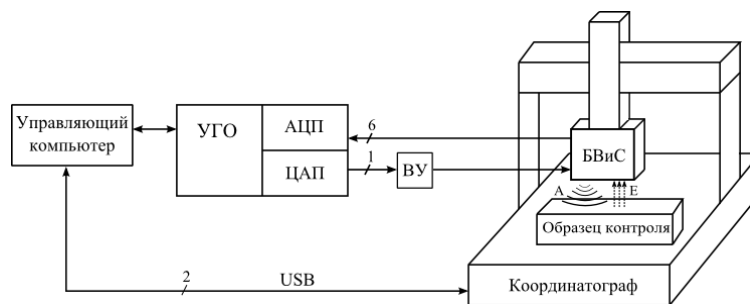 Управляющий
компьютер
УГО
АЦП
ЦАП
6
1
ВУ
БВиС
А
Е
Образец контроля
2
USB
Координатограф